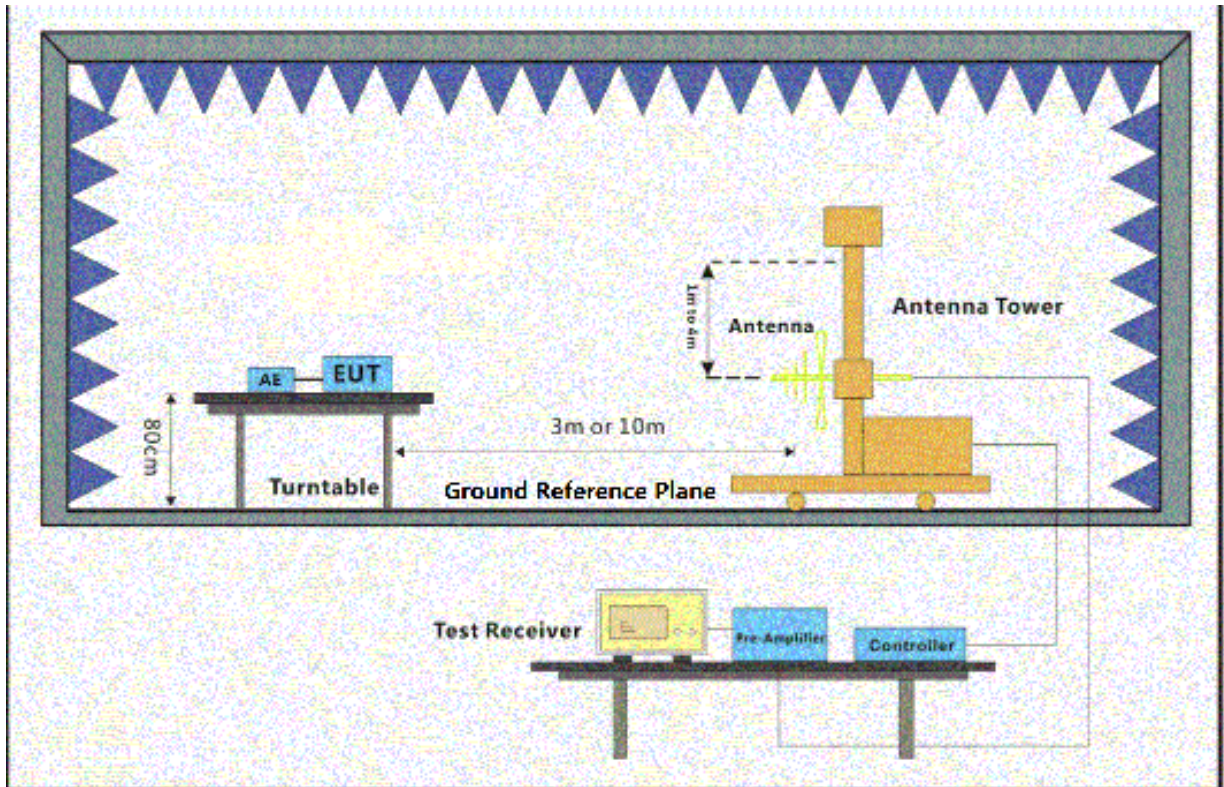 1m to 4m
Antenna Tower
Antenna
AE
EUT
80cm
3m or 10m
Turntable
Ground Reference Plane
Test Receiver
Pre-Amplifier
Controller